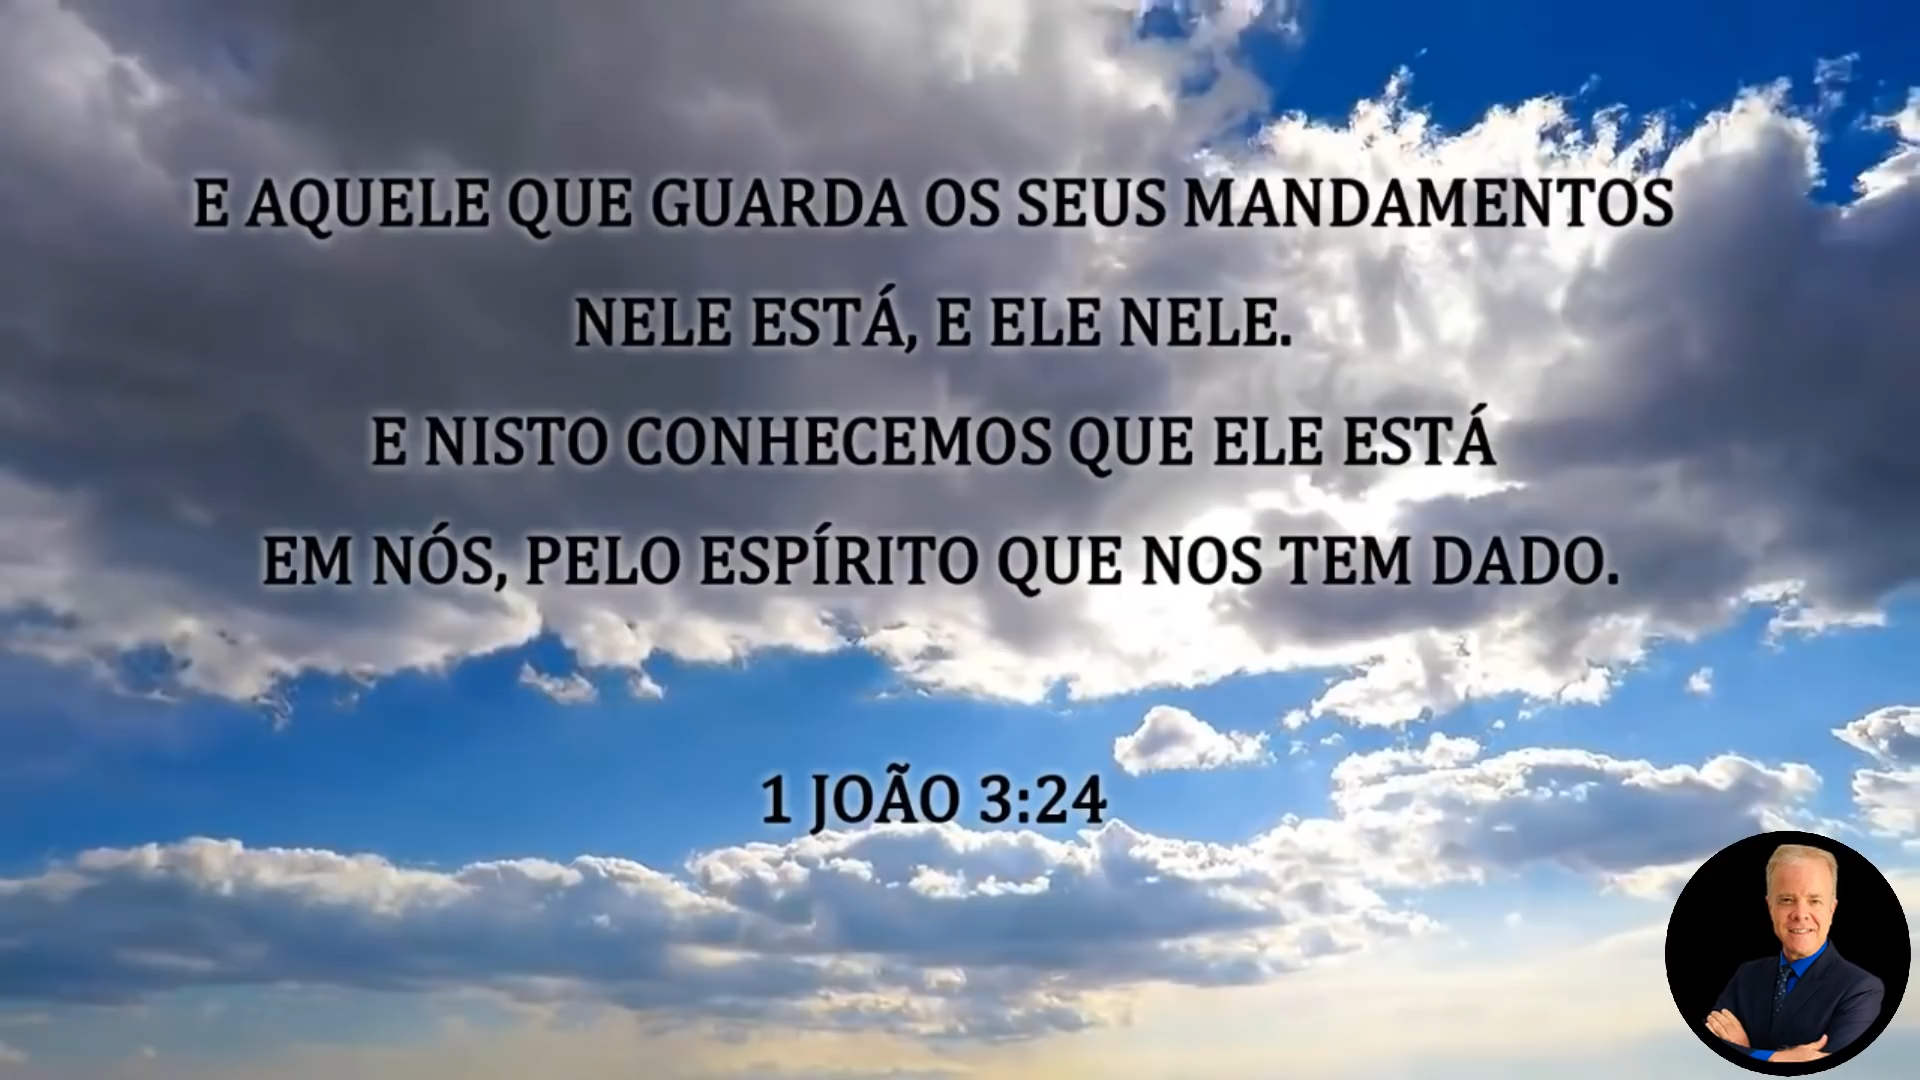 E AQUELE QUE GUARDA OS SEUS MANDAMENTOS
NELE ESTÁ, E ELE NELE.
E NISTO CONHECEMOS QUE ELE ESTÁ
EM NÓS, PELO ESPÍRITO QUE NOS TEM DADO.
1 JOÃO 3:24